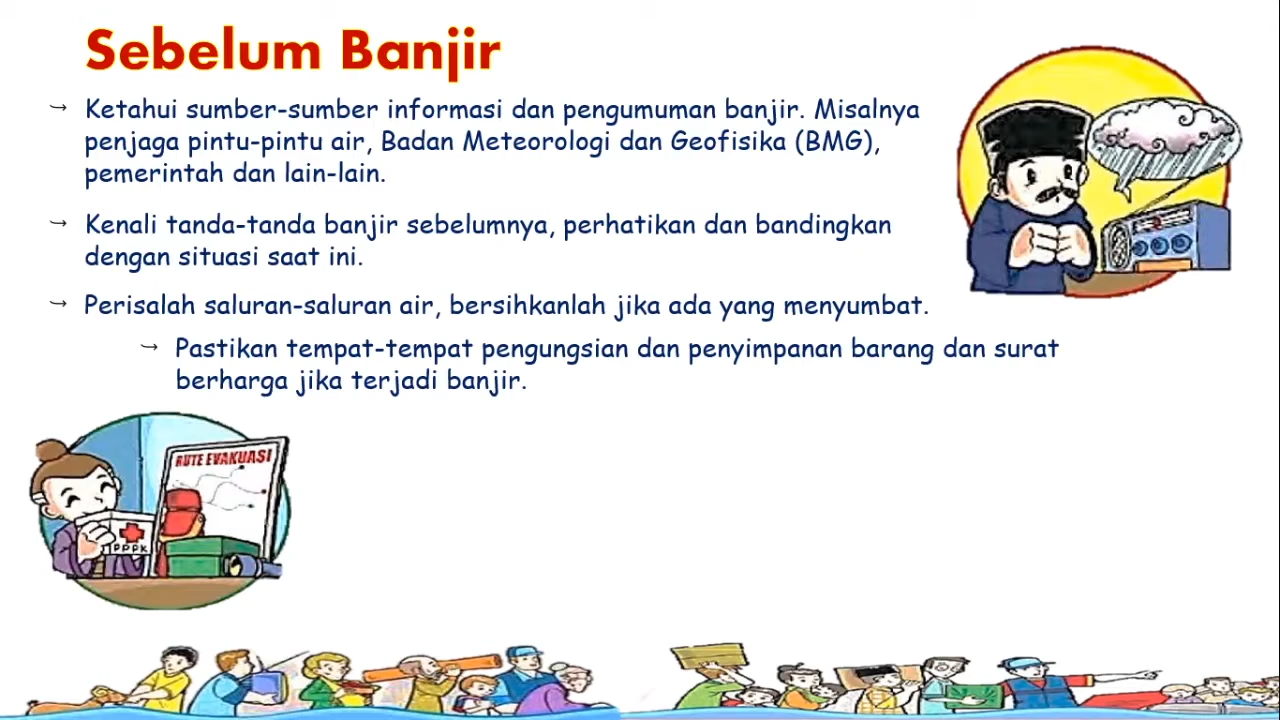 Sebelum Banjir
Ketahui sumber-sumber informasi dan pengumuman banjir. Misalnya
penjaga pintu-pintu air, Badan Meteorologi dan Geofisika (BMG),
pemerintah dan lain-lain.
Kenali tanda-tanda banjir sebelumnya, perhatikan dan bandingkan
dengan situasi saat ini.
Perisalah saluran-saluran air, bersihkanlah jika ada yang menyumbat.
Pastikan tempat-tempat pengungsian dan penyimpanan barang dan surat
berharga jika terjadi banjir.
RUTE EVAKUASI
PPPK